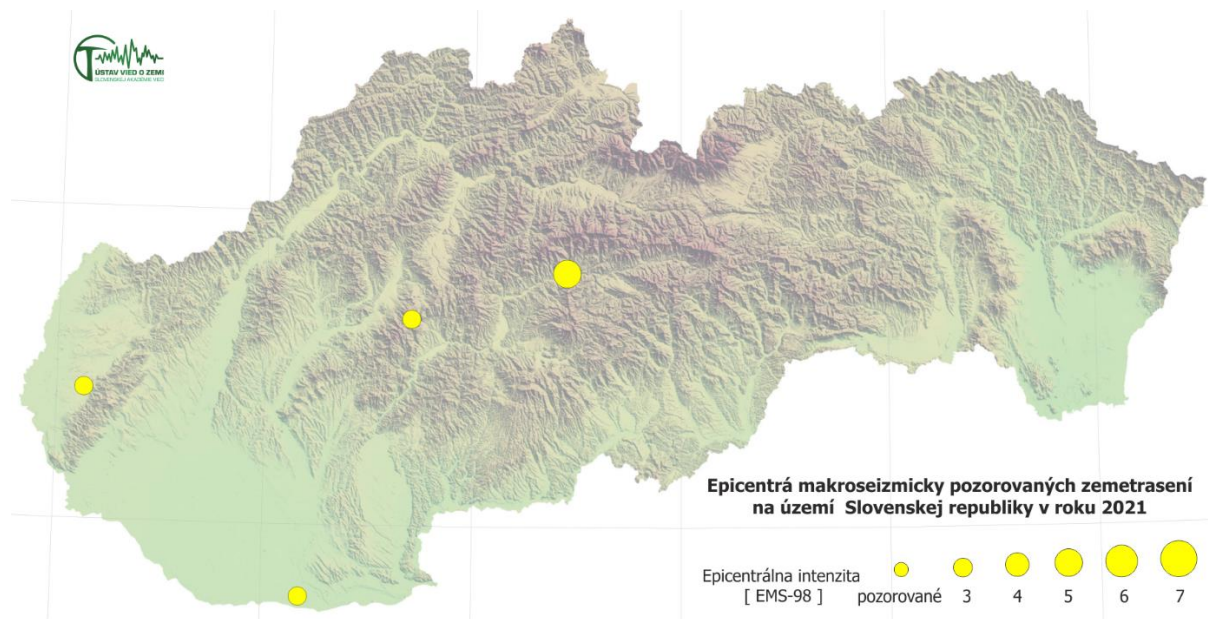 ÚSTAV VIED O ZEMI
SLOVENSKEJ AKADÉMIE VIED
Epicentrá makroseizmicky pozorovaných zemetrasení
na území Slovenskej republiky v roku 2021
Epicentrálna intenzita
[ EMS-98 ]
pozorované 3 4 5 6 7